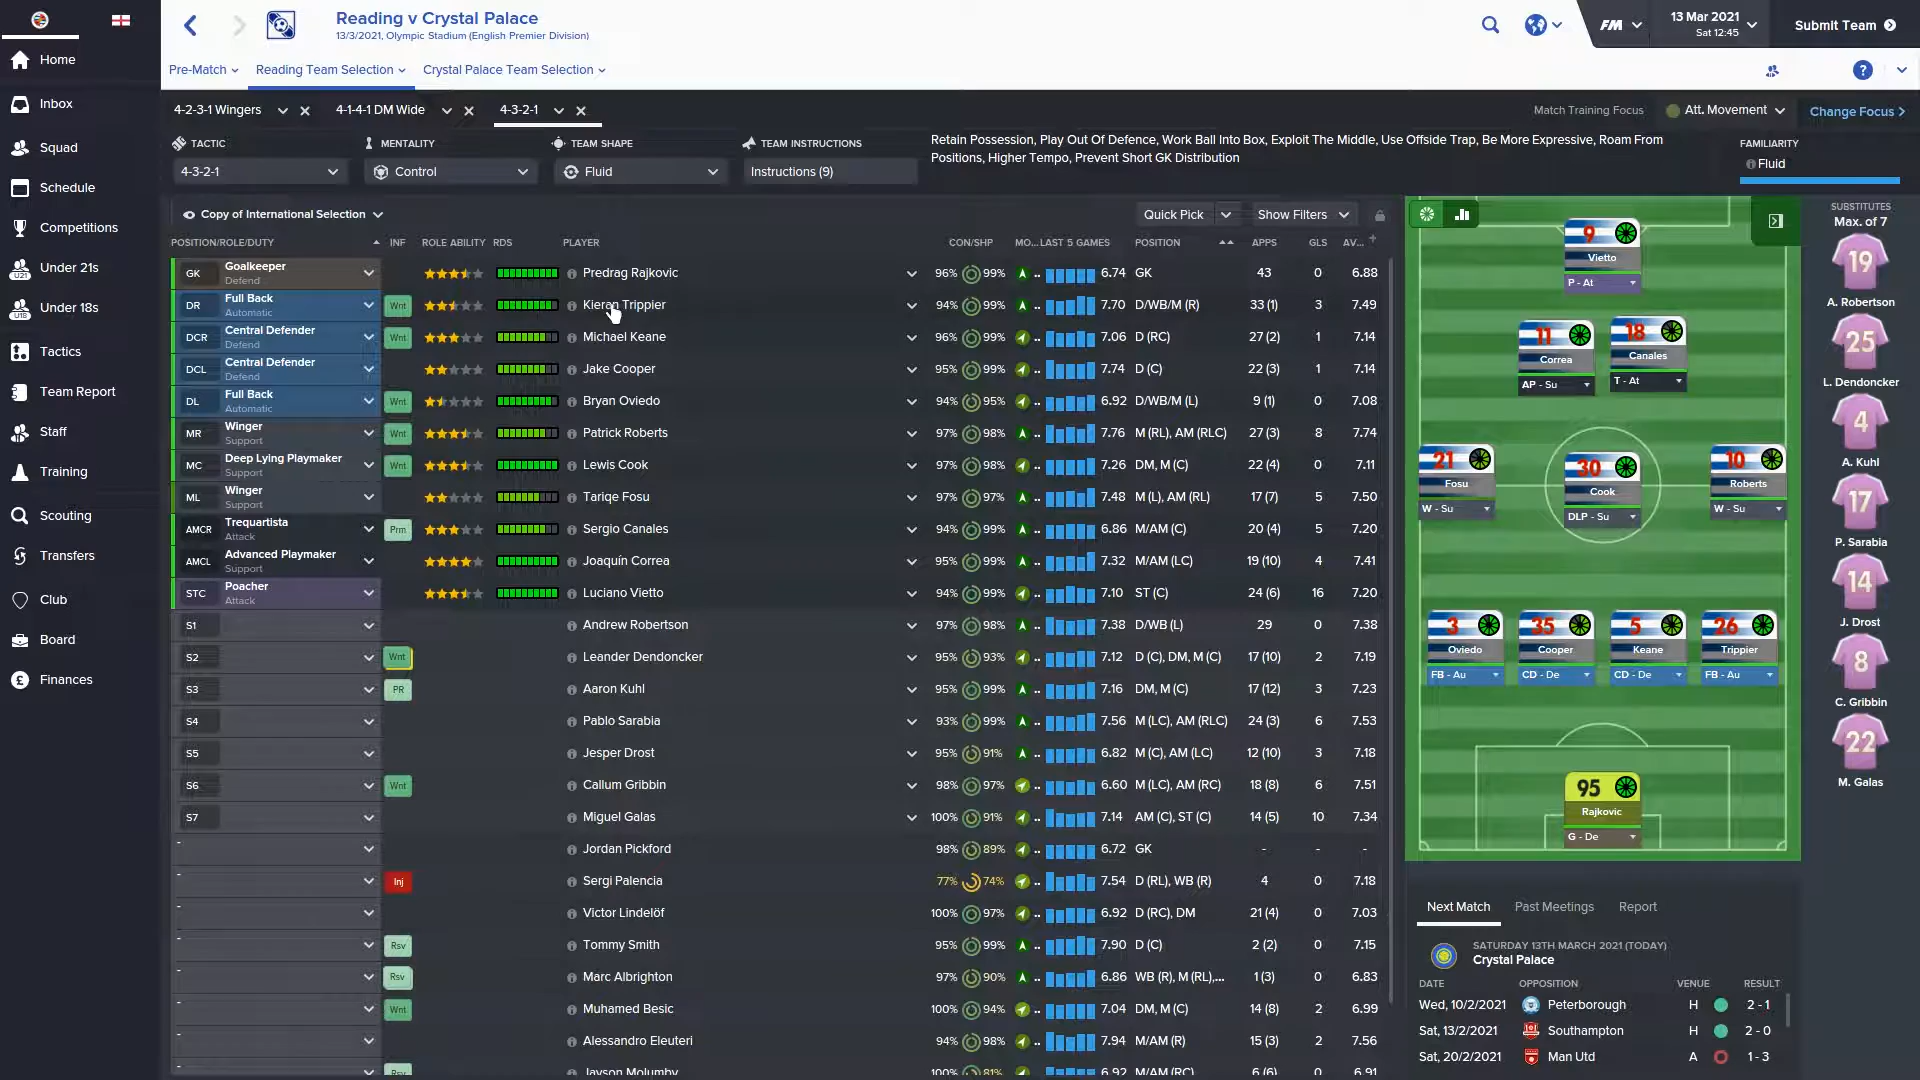 Reading v Crystal Palace
13/3/2021, Olympic Stadium (English Premier Division)
FM
13 Mar 2021
Sat 12:45
Submit Team
Pre-Match
Reading Team Selection
Crystal Palace Team Selection
?
Home
Inbox
Squad
Schedule
Competitions
Under 21s
Under 18s
Tactics
Team Report
Staff
Training
Scouting
Transfers
Club
Board
Finances
4-2-3-1 Wingers
4-1-4-1 DM Wide
4-3-2-1
Match Training Focus
Att. Movement
Change Focus >
TACTIC
4-3-2-1
MENTALITY
Control
TEAM SHAPE
Fluid
TEAM INSTRUCTIONS
Instructions (9)
Retain Possession, Play Out Of Defence, Work Ball Into Box, Exploit The Middle, Use Offside Trap, Be More Expressive, Roam From
Positions, Higher Tempo, Prevent Short GK Distribution
FAMILIARITY
Fluid
Copy of International Selection
Quick Pick
Show Filters
POSITION/ROLE/DUTY INF ROLE ABILITY RDS PLAYER CON/SHP MO... LAST 5 GAMES POSITION APPS GLS AV...
GK Goalkeeper Defend Predrag Rajkovic 96% 99% .. 6.74 GK 43 0 6.88
DR Full Back Automatic Wnt Kieran Trippier 94% 99% .. 7.70 D/WB/M (R) 33 (1) 3 7.49
DCR Central Defender Defend Wnt Michael Keane 96% 99% .. 7.06 D (RC) 27 (2) 1 7.14
DCL Central Defender Defend Jake Cooper 95% 99% .. 7.74 D (C) 22 (3) 1 7.14
DL Full Back Automatic Wnt Bryan Oviedo 94% 95% .. 6.92 D/WB/M (L) 9 (1) 0 7.08
MR Winger Support Wnt Patrick Roberts 97% 98% .. 7.76 M (RL), AM (RLC) 27 (3) 8 7.74
MC Deep Lying Playmaker Support Wnt Lewis Cook 97% 98% .. 7.26 DM, M (C) 22 (4) 0 7.11
ML Winger Support Tariqe Fosu 97% 97% .. 7.48 M (L), AM (RL) 17 (7) 5 7.50
AMCR Trequartista Attack Prm Sergio Canales 94% 99% .. 6.86 M/AM (C) 20 (4) 5 7.20
AMCL Advanced Playmaker Support Joaquín Correa 95% 99% .. 7.32 M/AM (LC) 19 (10) 4 7.41
STC Poacher Attack Luciano Vietto 94% 99% .. 7.10 ST (C) 24 (6) 16 7.20
S1 Andrew Robertson 97% 98% .. 7.38 D/WB (L) 29 0 7.38
S2 Wnt Leander Dendoncker 95% 93% .. 7.12 D (C), DM, M (C) 17 (10) 2 7.19
S3 PR Aaron Kuhl 95% 99% .. 7.16 DM, M (C) 17 (12) 3 7.23
S4 Pablo Sarabia 93% 99% .. 7.56 M (LC), AM (RLC) 24 (3) 6 7.53
S5 Jesper Drost 95% 91% .. 6.82 M (C), AM (LC) 12 (10) 3 7.18
S6 Wnt Callum Gribbin 98% 97% .. 6.60 M (LC), AM (RC) 18 (8) 6 7.51
S7 Miguel Galas 100% 91% .. 7.14 AM (C), ST (C) 14 (5) 10 7.34
- Jordan Pickford 98% 89% .. 6.72 GK - - -
- Inj Sergi Palencia 77% 74% .. 7.54 D (RL), WB (R) 4 0 7.18
- Victor Lindelöf 100% 97% .. 6.92 D (RC), DM 21 (4) 0 7.03
- Rsv Tommy Smith 95% 99% .. 7.90 D (C) 2 (2) 0 7.15
- Rsv Marc Albrighton 97% 90% .. 6.86 WB (R), M (RL),... 1 (3) 0 6.83
- Wnt Muhamed Besic 100% 94% .. 7.04 DM, M (C) 14 (8) 2 6.99
- Alessandro Eleuteri 94% 98% .. 7.94 M/AM (R) 15 (3) 2 7.56
Rsv Jayson Molumby 100% 81% .. 6.92 M/AM (RC) 6 (6) 0 6.91
9
Vietto
P - At
11 18
Correa Canales
AP - Su T - At
21 30 10
Fosu Cook Roberts
W - Su DLP - Su W - Su
3 35 5 26
Oviedo Cooper Keane Trippier
FB - Au CD - De CD - De FB - Au
95
Rajkovic
G - De
SUBSTITUTES
Max. of 7
19
A. Robertson
25
L. Dendoncker
4
A. Kuhl
17
P. Sarabia
14
J. Drost
8
C. Gribbin
22
M. Galas
Next Match Past Meetings Report
SATURDAY 13TH MARCH 2021 (TODAY)
Crystal Palace
DATE OPPOSITION VENUE RESULT
Wed, 10/2/2021 Peterborough H 2 - 1
Sat, 13/2/2021 Southampton H 2 - 0
Sat, 20/2/2021 Man Utd A 1 - 3